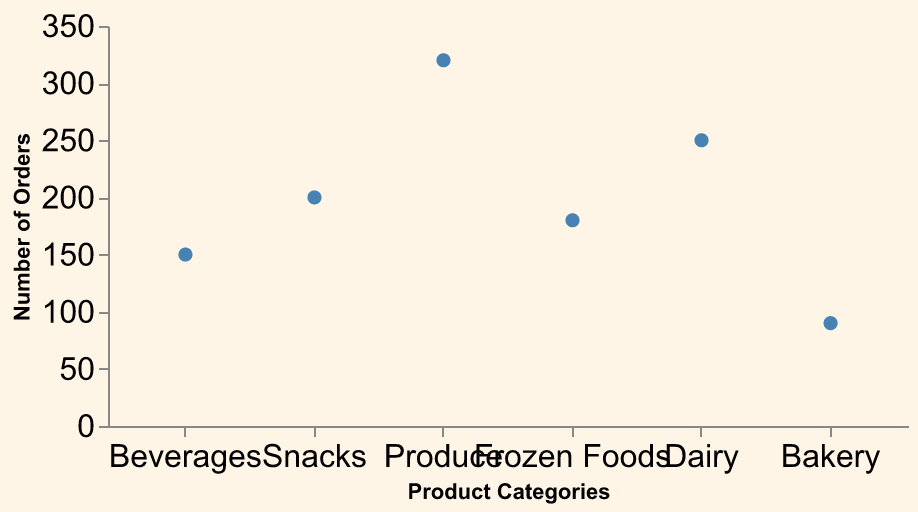 Number of Orders
350
300
250
200
150
100
50
0
Beverages Snacks Produce Frozen Foods Dairy Bakery
Product Categories